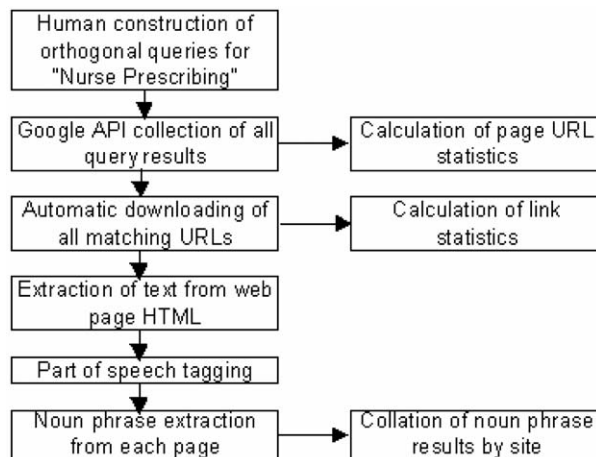 Human construction of
orthogonal queries for
"Nurse Prescribing"
Google API collection of all
query results
Calculation of page URL
statistics
Automatic downloading of
all matching URLs
Calculation of link
statistics
Extraction of text from web
page HTML
Part of speech tagging
Noun phrase extraction
from each page
Collation of noun phrase
results by site